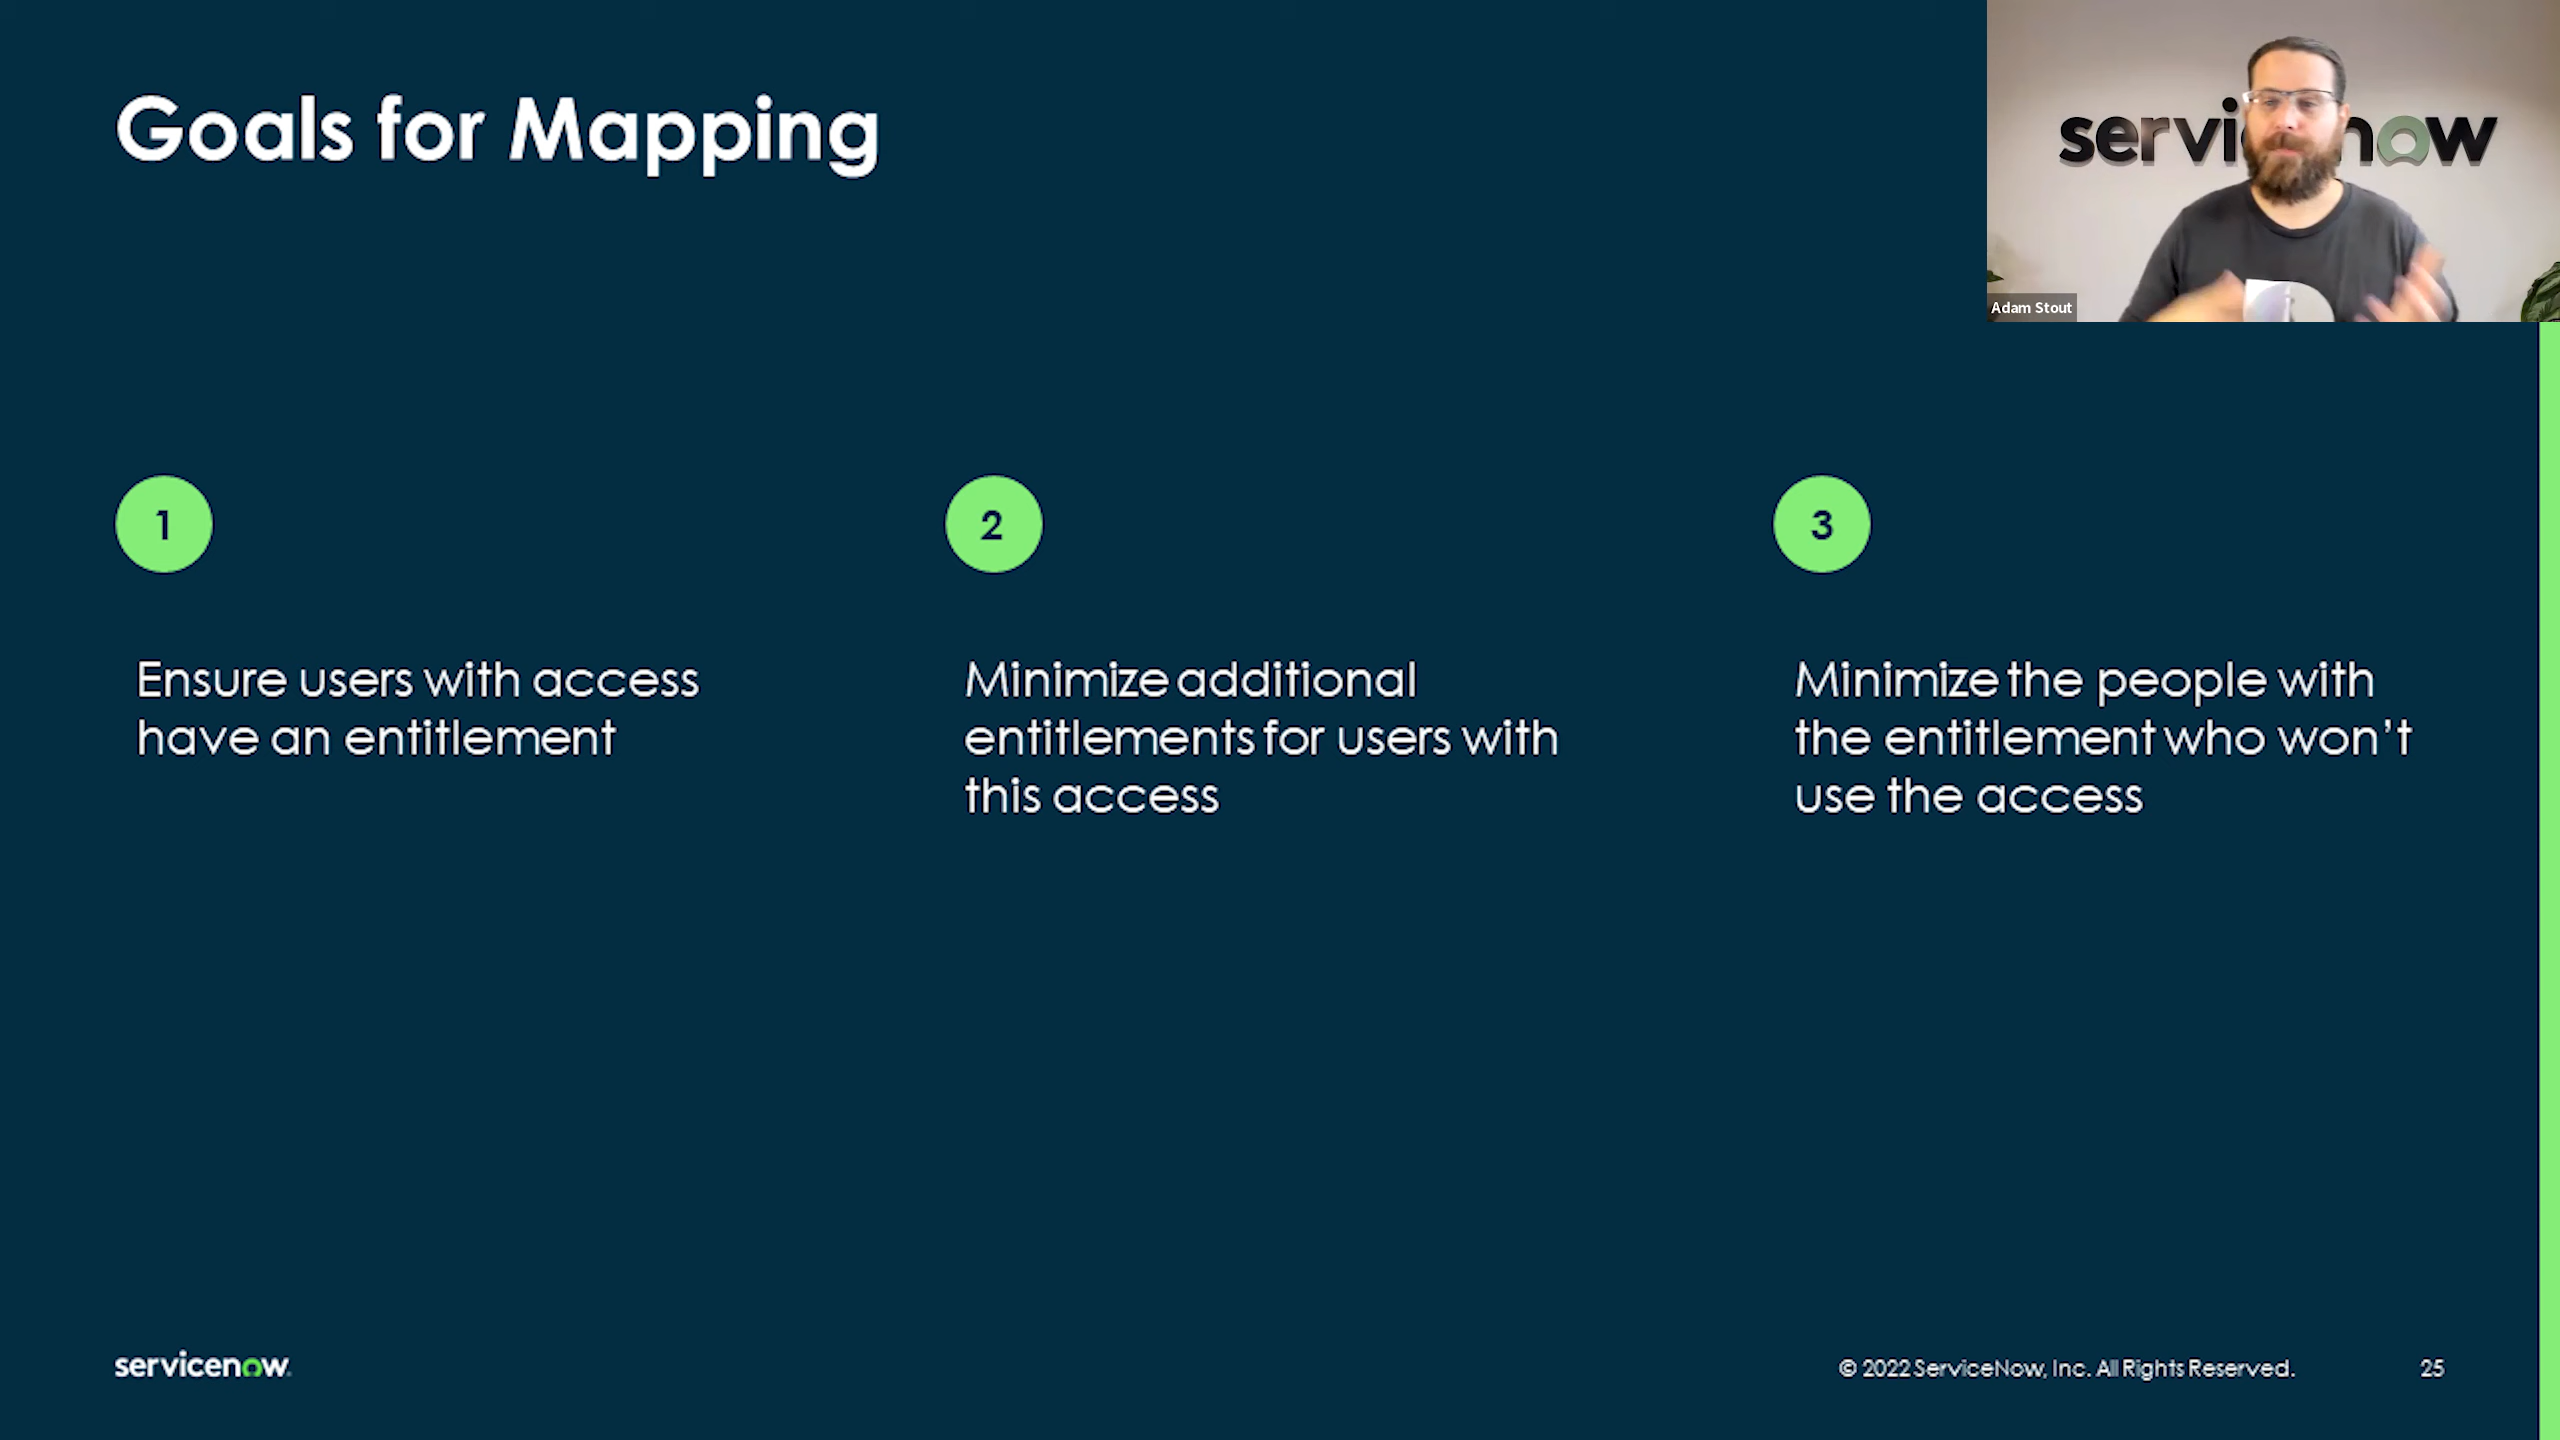 Goals for Mapping
servicenow
Adam Stout
1
Ensure users with access
have an entitlement
2
Minimize additional
entitlements for users with
this access
3
Minimize the people with
the entitlement who won’t
use the access
servicenow
© 2022 ServiceNow, Inc. All Rights Reserved.
25